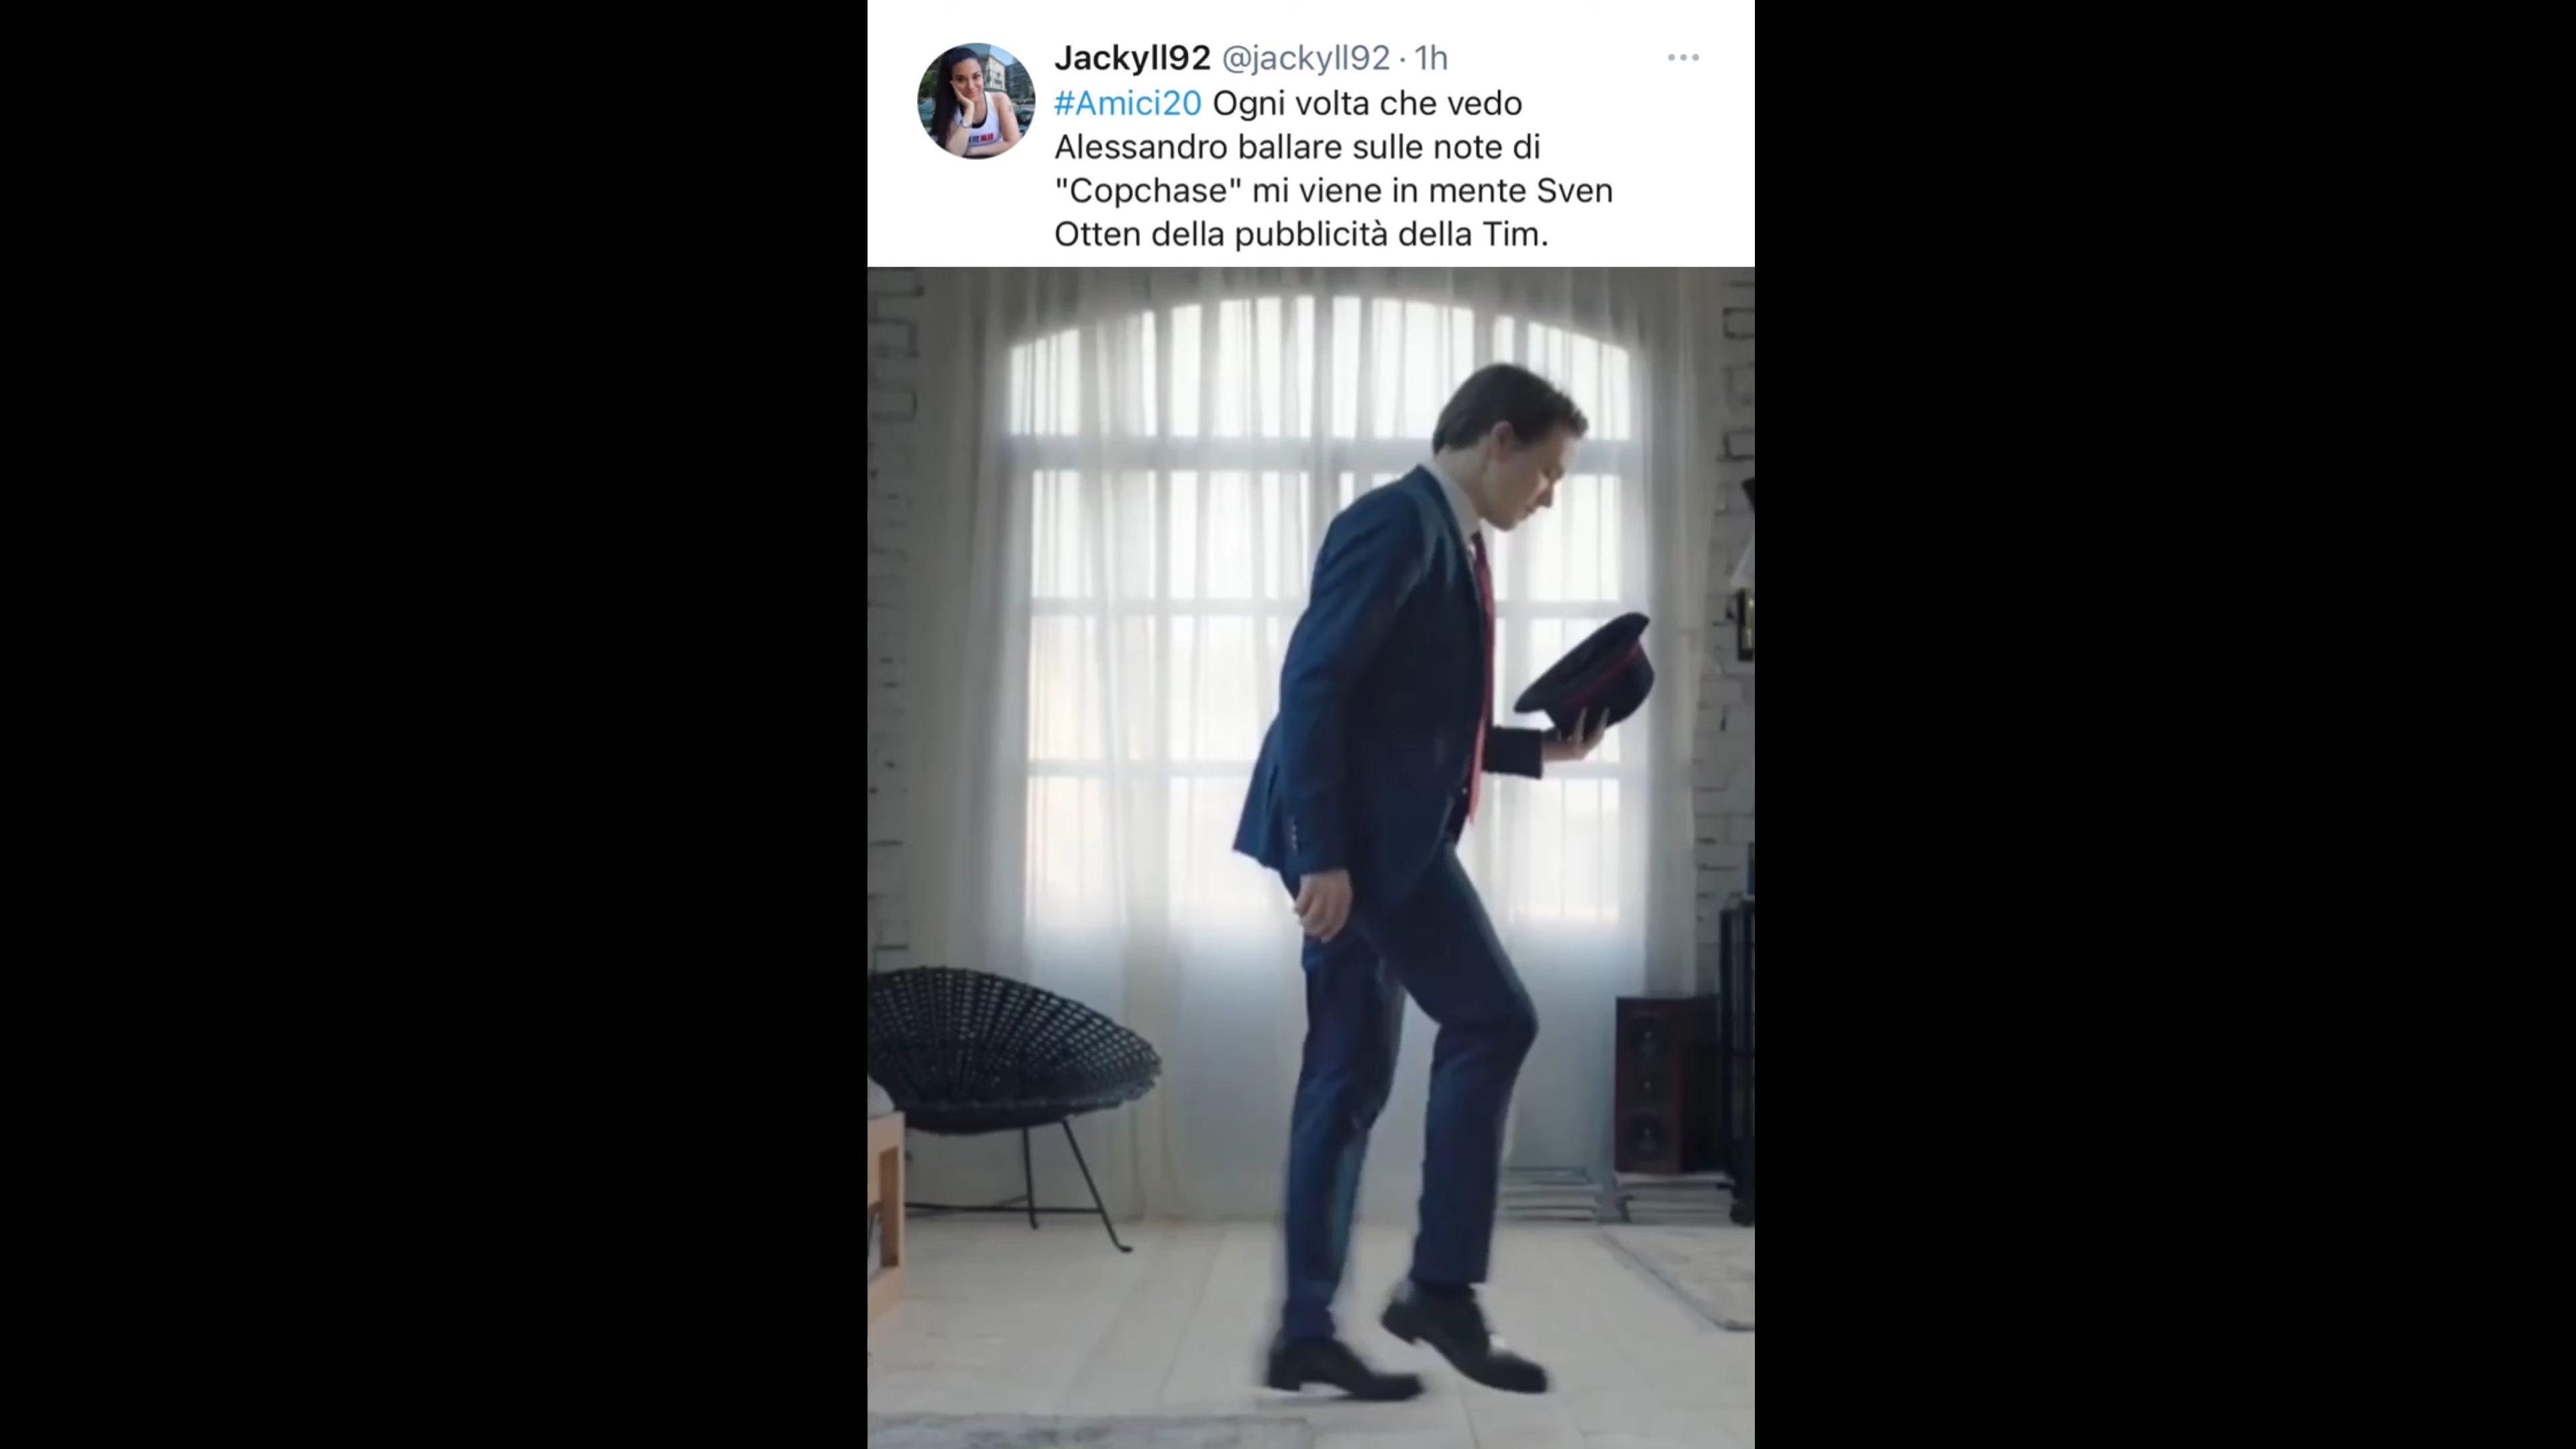 Jackyll92 @jackyll92 · 1h
#Amici20 Ogni volta che vedo
Alessandro ballare sulle note di
"Copchase" mi viene in mente Sven
Otten della pubblicità della Tim.